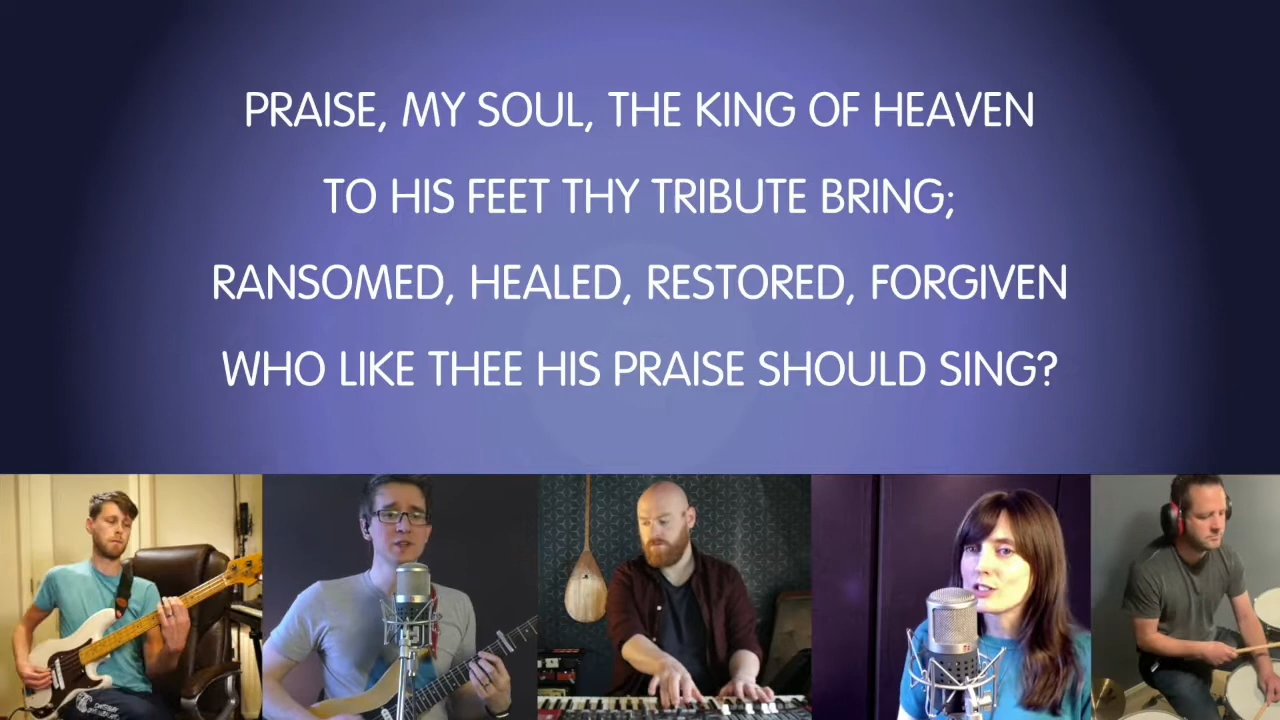 PRAISE, MY SOUL, THE KING OF HEAVEN
TO HIS FEET THY TRIBUTE BRING;
RANSOMED, HEALED, RESTORED, FORGIVEN
WHO LIKE THEE HIS PRAISE SHOULD SING?